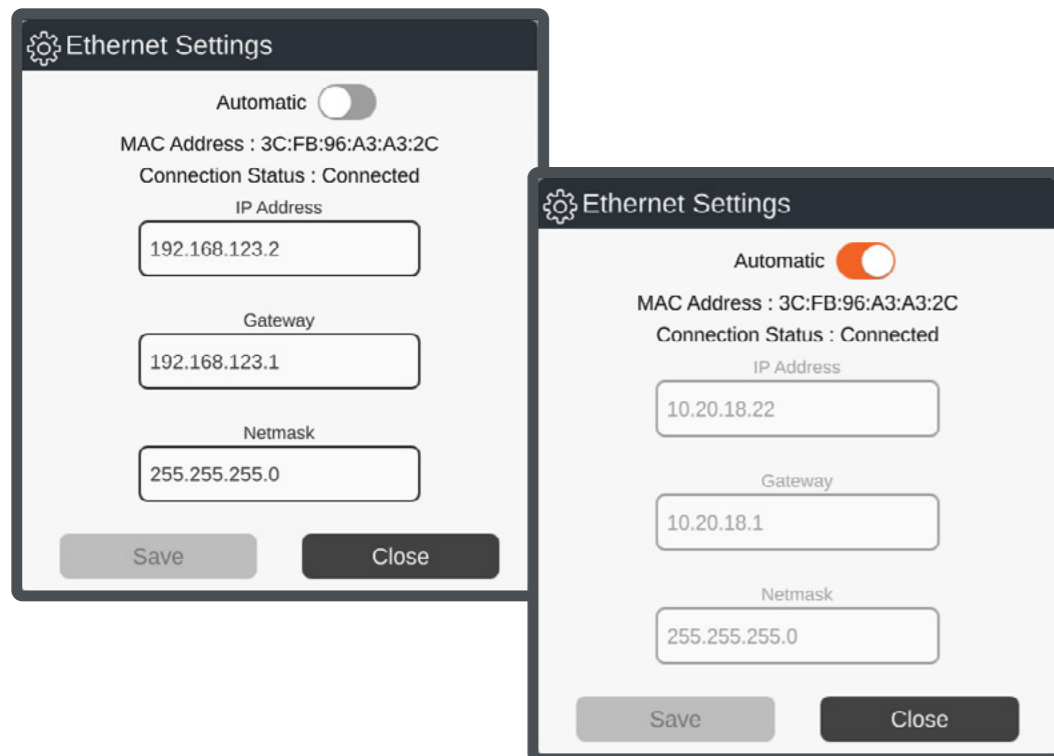 Ethernet Settings
Automatic
MAC Address : 3C:FB:96:A3:A3:2C
Connection Status : Connected
IP Address
192.168.123.2
Gateway
192.168.123.1
Netmask
255.255.255.0
Save Close
Ethernet Settings
Automatic
MAC Address : 3C:FB:96:A3:A3:2C
Connection Status : Connected
IP Address
10.20.18.22
Gateway
10.20.18.1
Netmask
255.255.255.0
Save Close